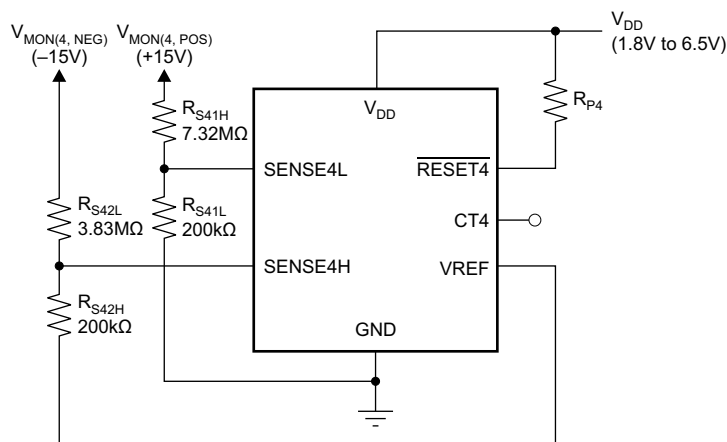 V_MON(4, NEG)
(–15V)
V_MON(4, POS)
(+15V)
V_DD
(1.8V to 6.5V)
R_S41H
7.32MΩ
V_DD
R_P4
SENSE4L
RESET4
R_S42L
3.83MΩ
R_S41L
200kΩ
CT4
SENSE4H
VREF
R_S42H
200kΩ
GND